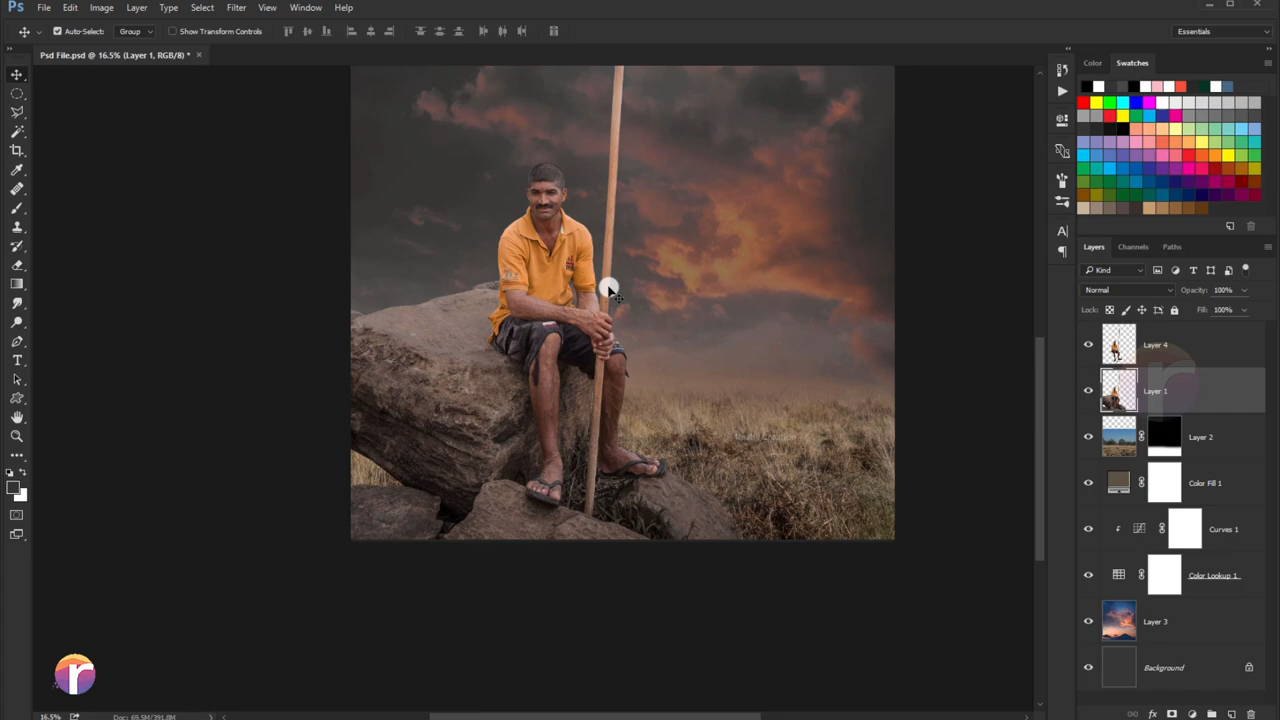 Ps File Edit Image Layer Type Select Filter View Window Help
Auto-Select: Group Show Transform Controls Essentials
Psd File.psd @ 16.5% (Layer 1, RGB/8) * ×
Color Swatches
Layers Channels Paths
Kind
Normal Opacity: 100%
Lock: Fill: 100%
Layer 4
Layer 1
Layer 2
Color Fill 1
Curves 1
Color Lookup 1
Layer 3
Background
16.5% Doc: 69.5M/391.8M